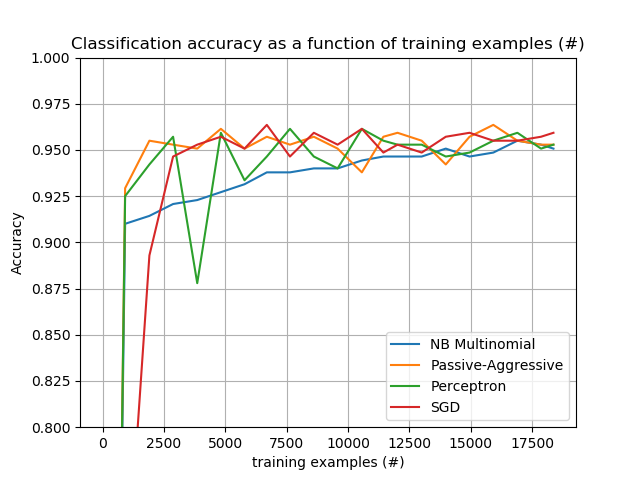 Classification accuracy as a function of training examples (#)
1.000
0.975
0.950
0.925
0.900
0.875
0.850
0.825
0.800
Accuracy
NB Multinomial
Passive-Aggressive
Perceptron
SGD
0 2500 5000 7500 10000 12500 15000 17500
training examples (#)